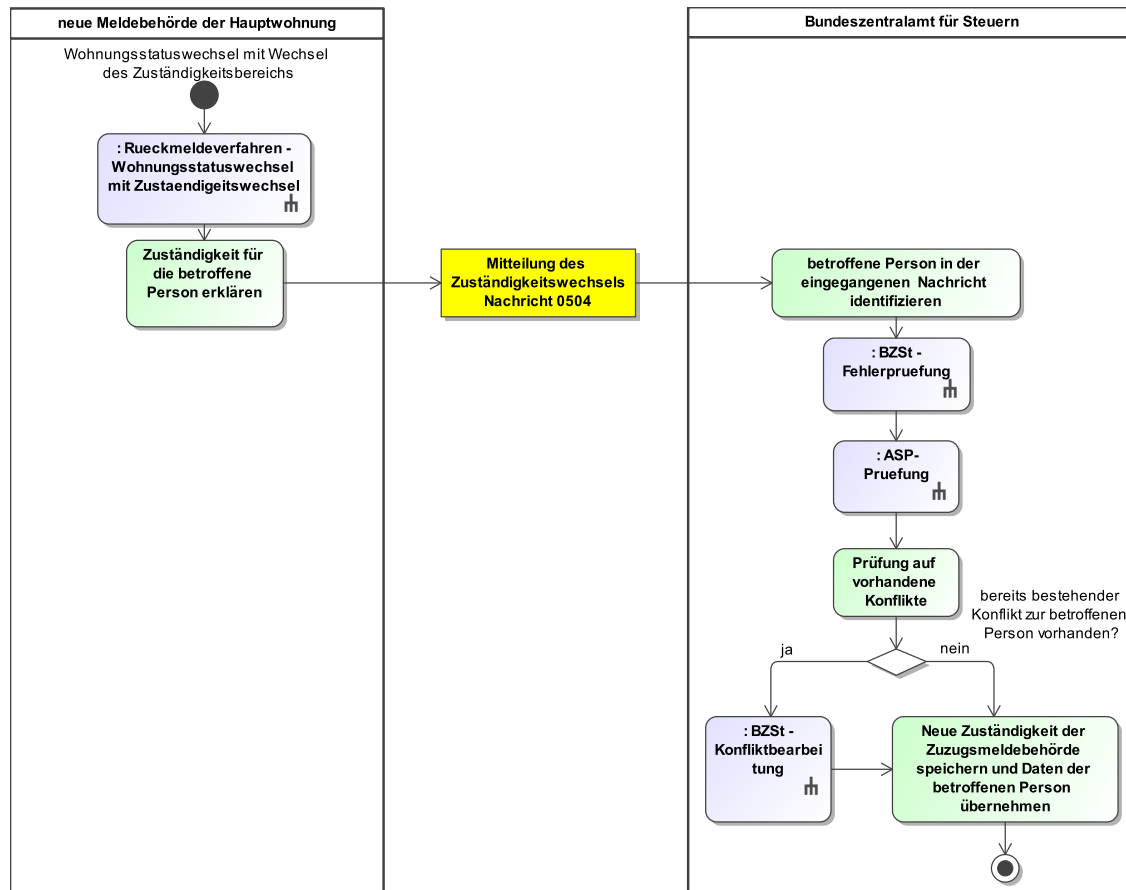 neue Meldebehörde der Hauptwohnung
Wohnungsstatuswechsel mit Wechsel
des Zuständigkeitsbereichs
: Rueckmeldeverfahren -
Wohnungsstatuswechsel
mit Zustaendigeitswechsel
Zuständigkeit für
die betroffene
Person erklären
Mitteilung des
Zuständigkeitswechsels
Nachricht 0504
Bundeszentralamt für Steuern
betroffene Person in der
eingegangenen Nachricht
identifizieren
: BZSt -
Fehlerpruefung
: ASP-
Pruefung
Prüfung auf
vorhandene
Konflikte
bereits bestehender
Konflikt zur betroffenen
Person vorhanden?
ja
nein
: BZSt -
Konfliktbearbei
tung
Neue Zuständigkeit der
Zuzugsmeldebehörde
speichern und Daten der
betroffenen Person
übernehmen